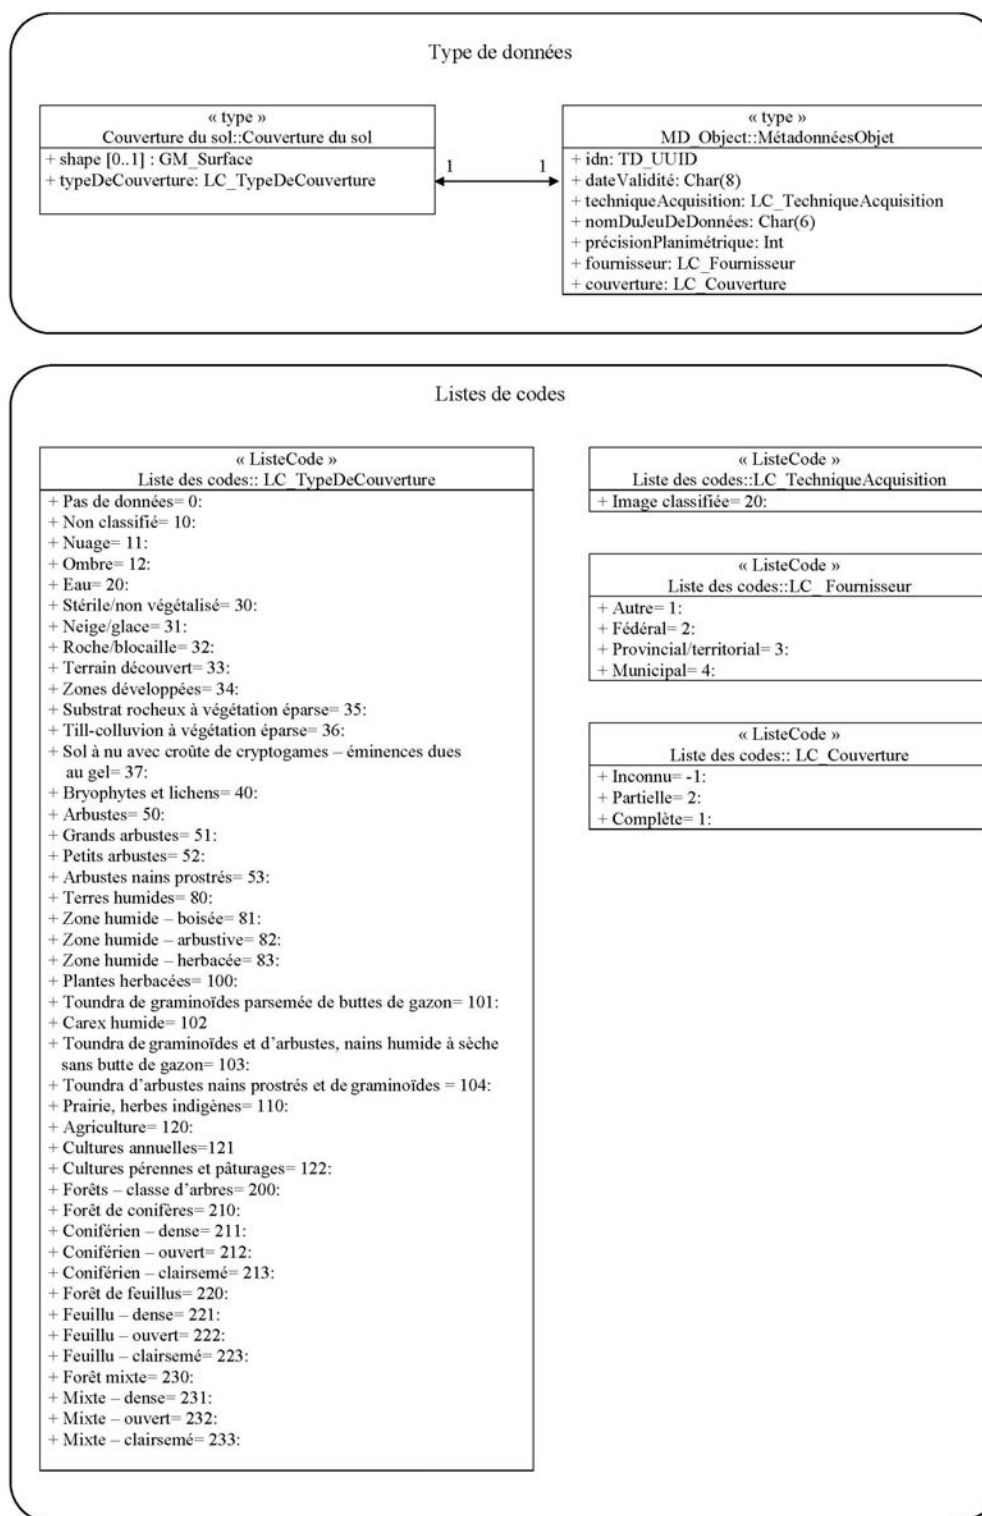 Type de données
« type »
Couverture du sol::Couverture du sol
+ shape [0..1] : GM_Surface
+ typeDeCouverture: LC_TypeDeCouverture
1
1
« type »
MD_Object::MétadonnéesObjet
+ idn: TD_UUID
+ dateValidité: Char(8)
+ techniqueAcquisition: LC_TechniqueAcquisition
+ nomDuJeuDeDonnées: Char(6)
+ précisionPlanimétrique: Int
+ fournisseur: LC_Fournisseur
+ couverture: LC_Couverture
Listes de codes
« ListeCode »
Liste des codes:: LC_TypeDeCouverture
+ Pas de données= 0:
+ Non classifié= 10:
+ Nuage= 11:
+ Ombre= 12:
+ Eau= 20:
+ Stérile/non végétalisé= 30:
+ Neige/glace= 31:
+ Roche/blocaille= 32:
+ Terrain découvert= 33:
+ Zones développées= 34:
+ Substrat rocheux à végétation éparse= 35:
+ Till-colluvion à végétation éparse= 36:
+ Sol à nu avec croûte de cryptogames – éminences dues
au gel= 37:
+ Bryophytes et lichens= 40:
+ Arbustes= 50:
+ Grands arbustes= 51:
+ Petits arbustes= 52:
+ Arbustes nains prostrés= 53:
+ Terres humides= 80:
+ Zone humide – boisée= 81:
+ Zone humide – arbustive= 82:
+ Zone humide – herbacée= 83:
+ Plantes herbacées= 100:
+ Toundra de graminoïdes parsemée de buttes de gazon= 101:
+ Carex humide= 102
+ Toundra de graminoïdes et d'arbustes, nains humide à sèche
sans butte de gazon= 103:
+ Toundra d'arbustes nains prostrés et de graminoïdes = 104:
+ Prairie, herbes indigènes= 110:
+ Agriculture= 120:
+ Cultures annuelles=121
+ Cultures pérennes et pâturages= 122:
+ Forêts – classe d'arbres= 200:
+ Forêt de conifères= 210:
+ Coniférien – dense= 211:
+ Coniférien – ouvert= 212:
+ Coniférien – clairsemé= 213:
+ Forêt de feuillus= 220:
+ Feuillu – dense= 221:
+ Feuillu – ouvert= 222:
+ Feuillu – clairsemé= 223:
+ Forêt mixte= 230:
+ Mixte – dense= 231:
+ Mixte – ouvert= 232:
+ Mixte – clairsemé= 233:
« ListeCode »
Liste des codes::LC_TechniqueAcquisition
+ Image classifiée= 20:
« ListeCode »
Liste des codes::LC_ Fournisseur
+ Autre= 1:
+ Fédéral= 2:
+ Provincial/territorial= 3:
+ Municipal= 4:
« ListeCode »
Liste des codes:: LC_Couverture
+ Inconnu= -1:
+ Partielle= 2:
+ Complète= 1: